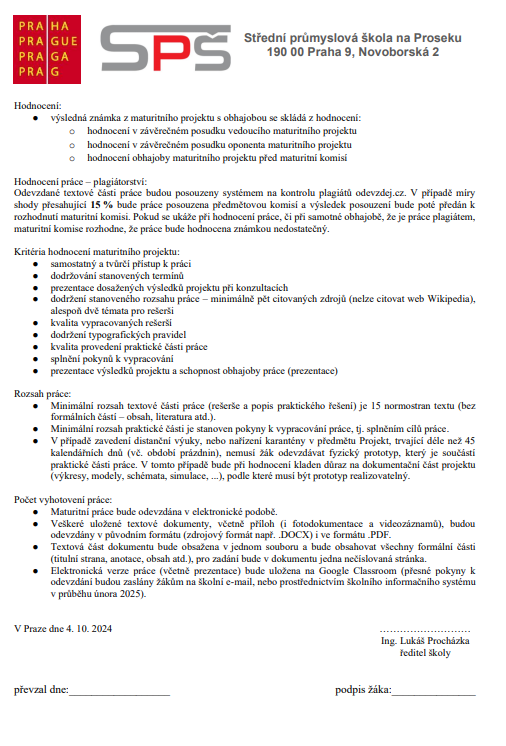 PRA HA
PRA GUE
PRA GA
PRA G
SPŠ
Střední průmyslová škola na Proseku
190 00 Praha 9, Novoborská 2
Hodnocení:
● výsledná známka z maturitního projektu s obhajobou se skládá z hodnocení:
o hodnocení v závěrečném posudku vedoucího maturitního projektu
o hodnocení v závěrečném posudku oponenta maturitního projektu
o hodnocení obhajoby maturitního projektu před maturitní komisí
Hodnocení práce – plagiátorství:
Odevzdané textové části práce budou posouzeny systémem na kontrolu plagiátů odevzdej.cz. V případě míry
shody přesahující 15 % bude práce posouzena předmětovou komisí a výsledek posouzení bude poté předán k
rozhodnutí maturitní komisi. Pokud se ukáže při hodnocení práce, či při samotné obhajobě, že je práce plagiátem,
maturitní komise rozhodne, že práce bude hodnocena známkou nedostatečný.
Kritéria hodnocení maturitního projektu:
● samostatný a tvůrčí přístup k práci
● dodržování stanovených termínů
● prezentace dosažených výsledků projektu při konzultacích
● dodržení stanoveného rozsahu práce – minimálně pět citovaných zdrojů (nelze citovat web Wikipedia),
alespoň dvě témata pro rešerši
● kvalita vypracovaných rešerší
● dodržení typografických pravidel
● kvalita provedení praktické části práce
● splnění pokynů k vypracování
● prezentace výsledků projektu a schopnost obhajoby práce (prezentace)
Rozsah práce:
● Minimální rozsah textové části práce (rešerše a popis praktického řešení) je 15 normostran textu (bez
formálních částí – obsah, literatura atd.).
● Minimální rozsah praktické části je stanoven pokyny k vypracování práce, tj. splněním cílů práce.
● V případě zavedení distanční výuky, nebo nařízení karantény v předmětu Projekt, trvající déle než 45
kalendářních dnů (vč. období prázdnin), nemusí žák odevzdávat fyzický prototyp, který je součástí
praktické části práce. V tomto případě bude při hodnocení kladen důraz na dokumentační část projektu
(výkresy, modely, schémata, simulace, ...), podle které musí být prototyp realizovatelný.
Počet vyhotovení práce:
● Maturitní práce bude odevzdána v elektronické podobě.
● Veškeré uložené textové dokumenty, včetně příloh (i fotodokumentace a videozáznamů), budou
odevzdány v původním formátu (zdrojový formát např. .DOCX) i ve formátu .PDF.
● Textová část dokumentu bude obsažena v jednom souboru a bude obsahovat všechny formální části
(titulní strana, anotace, obsah atd.), pro zadání bude v dokumentu jedna nečíslovaná stránka.
● Elektronická verze práce (včetně prezentace) bude uložena na Google Classroom (přesné pokyny k
odevzdání budou zaslány žákům na školní e-mail, nebo prostřednictvím školního informačního systému
v průběhu února 2025).
V Praze dne 4. 10. 2024
...........................
Ing. Lukáš Procházka
ředitel školy
převzal dne:__________________ podpis žáka:_______________